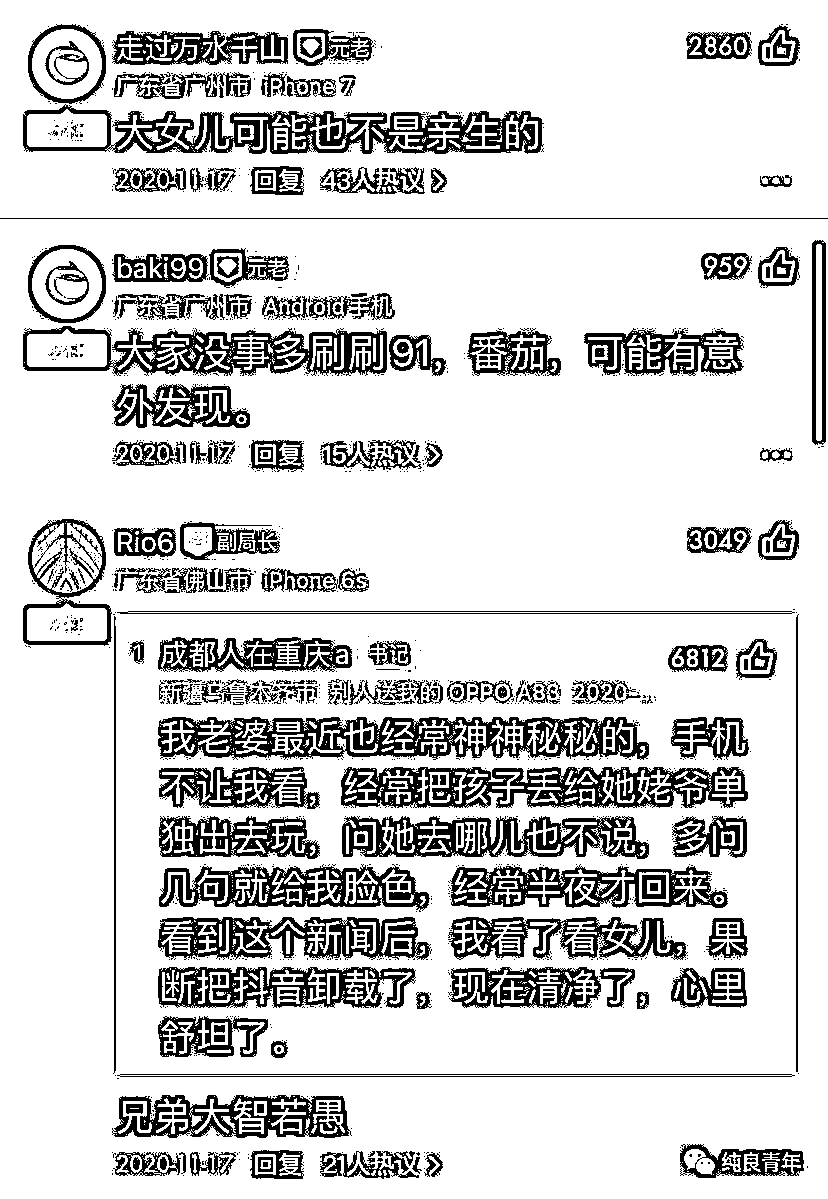 走过万水千山 元老 2860
广东省广州市 iPhone 7
大女儿可能也不是亲生的
2020-11-17 回复 43人热议 >
baki99 元老 959
广东省广州市 Android手机
大家没事多刷刷91，番茄，可能有意
外发现。
2020-11-17 回复 15人热议 >
Rio6 副局长 3049
广东省佛山市 iPhone 6s
1 成都人在重庆a 书记 6812
新疆乌鲁木齐市 别人送我的 OPPO A83 2020-...
我老婆最近也经常神神秘秘的，手机
不让我看，经常把孩子丢给她姥爷单
独出去玩，问她去哪儿也不说，多问
几句就给我脸色，经常半夜才回来。
看到这个新闻后，我看了看女儿，果
断把抖音卸载了，现在清净了，心里
舒坦了。
兄弟大智若愚
2020-11-17 回复 21人热议 >
纯良青年